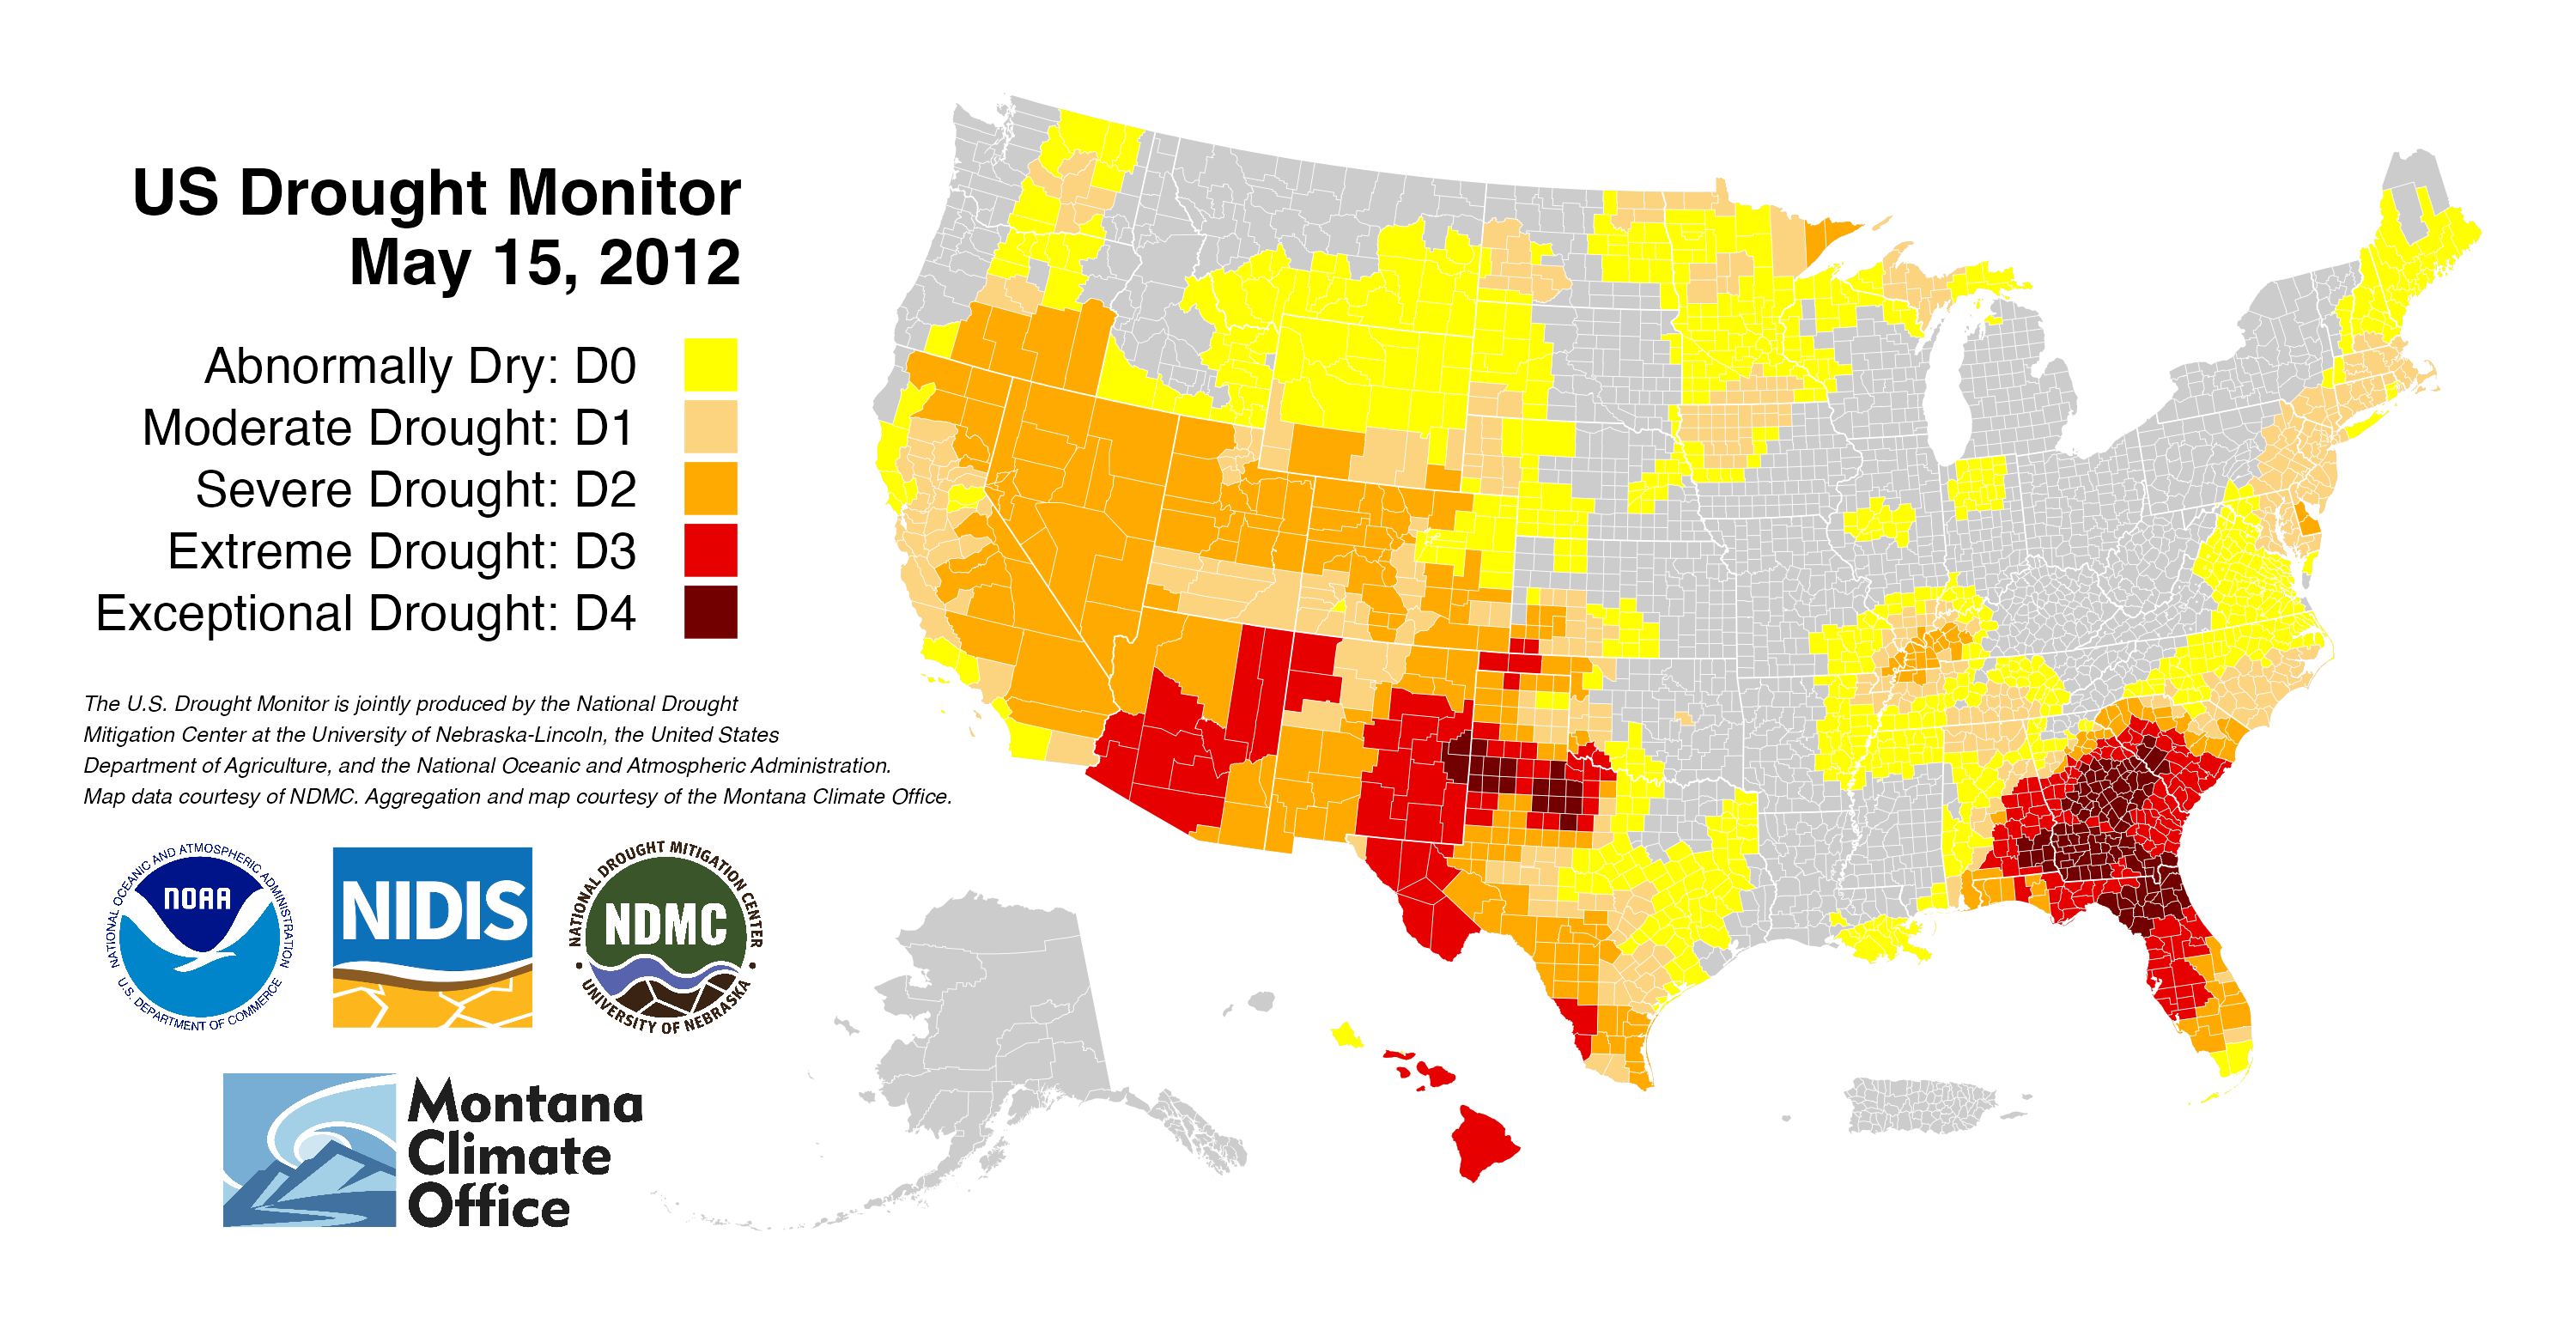 US Drought Monitor
May 15, 2012
Abnormally Dry: D0
Moderate Drought: D1
Severe Drought: D2
Extreme Drought: D3
Exceptional Drought: D4
The U.S. Drought Monitor is jointly produced by the National Drought
Mitigation Center at the University of Nebraska-Lincoln, the United States
Department of Agriculture, and the National Oceanic and Atmospheric Administration.
Map data courtesy of NDMC. Aggregation and map courtesy of the Montana Climate Office.
NATIONAL OCEANIC AND ATMOSPHERIC ADMINISTRATION
NOAA
U.S. DEPARTMENT OF COMMERCE
NIDIS
NATIONAL DROUGHT MITIGATION CENTER
NDMC
UNIVERSITY OF NEBRASKA
Montana
Climate
Office